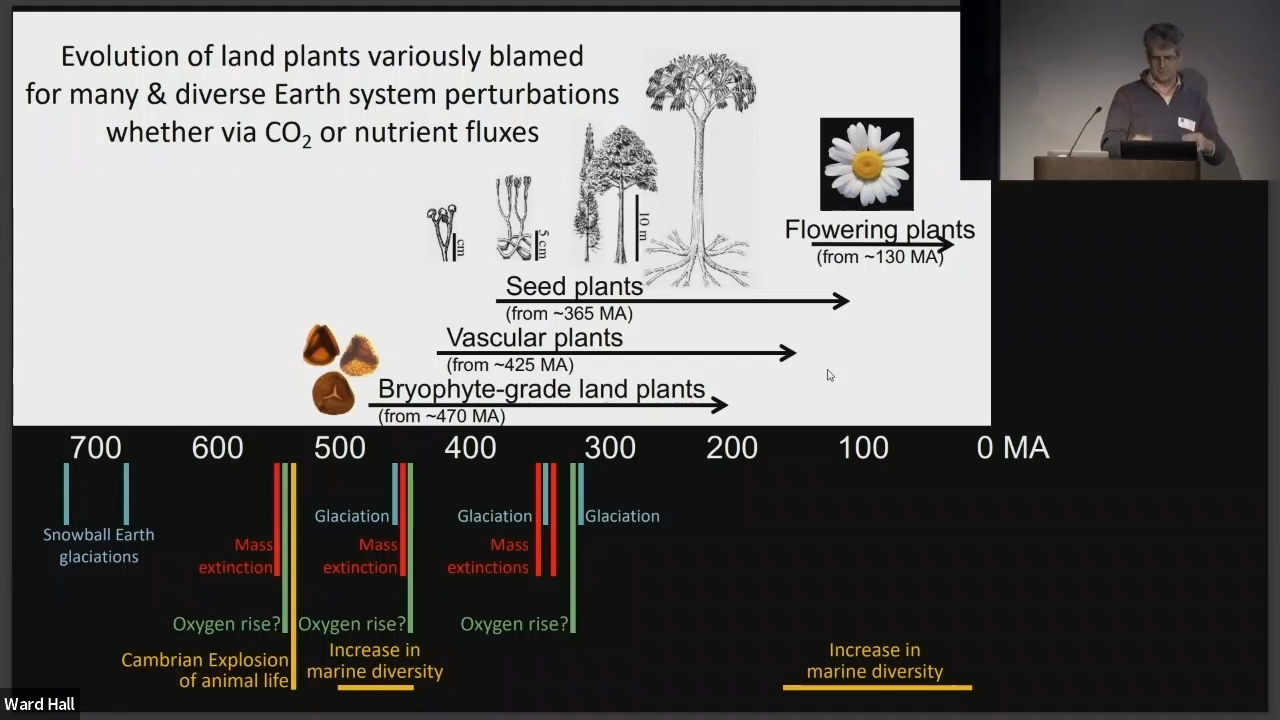 Evolution of land plants variously blamed
for many & diverse Earth system perturbations
whether via CO₂ or nutrient fluxes
cm
5 cm
10 m
Flowering plants
(from ~130 MA)
Seed plants
(from ~365 MA)
Vascular plants
(from ~425 MA)
Bryophyte-grade land plants
(from ~470 MA)
700 600 500 400 300 200 100 0 MA
Snowball Earth
glaciations
Glaciation
Glaciation
Glaciation
Mass
extinction
Mass
extinction
Mass
extinctions
Oxygen rise?
Oxygen rise?
Oxygen rise?
Cambrian Explosion
of animal life
Increase in
marine diversity
Increase in
marine diversity
Ward Hall